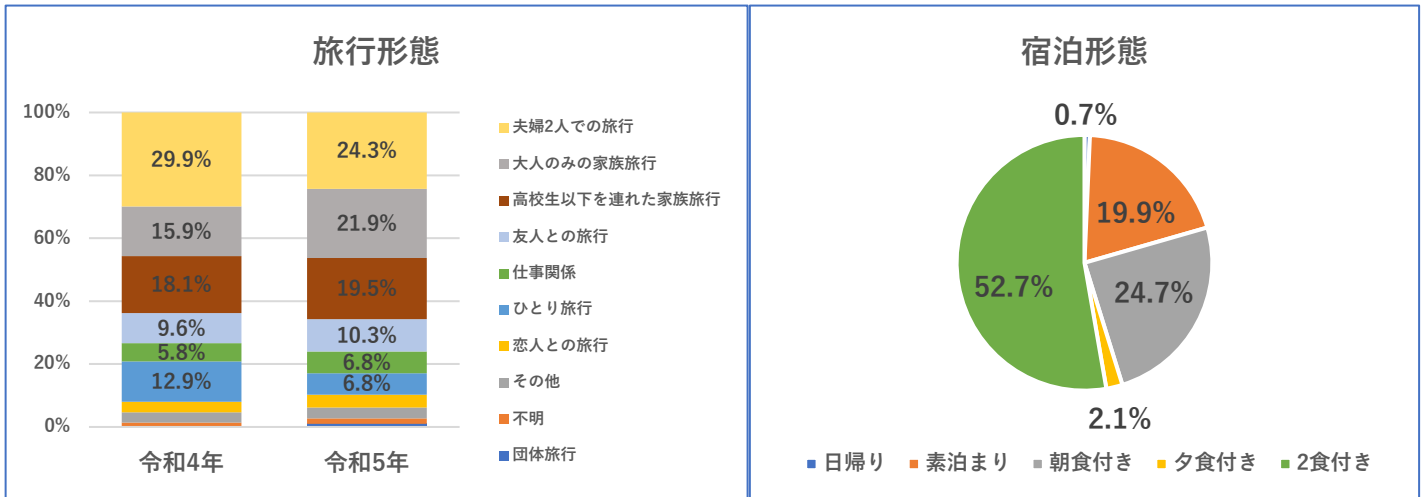 旅行形態
100%
80%
60%
40%
20%
0%
29.9%
15.9%
18.1%
9.6%
5.8%
12.9%
24.3%
21.9%
19.5%
10.3%
6.8%
6.8%
令和4年
令和5年
夫婦2人での旅行
大人のみの家族旅行
高校生以下を連れた家族旅行
友人との旅行
仕事関係
ひとり旅行
恋人との旅行
その他
不明
団体旅行
宿泊形態
0.7%
19.9%
24.7%
2.1%
52.7%
日帰り 素泊まり 朝食付き 夕食付き 2食付き